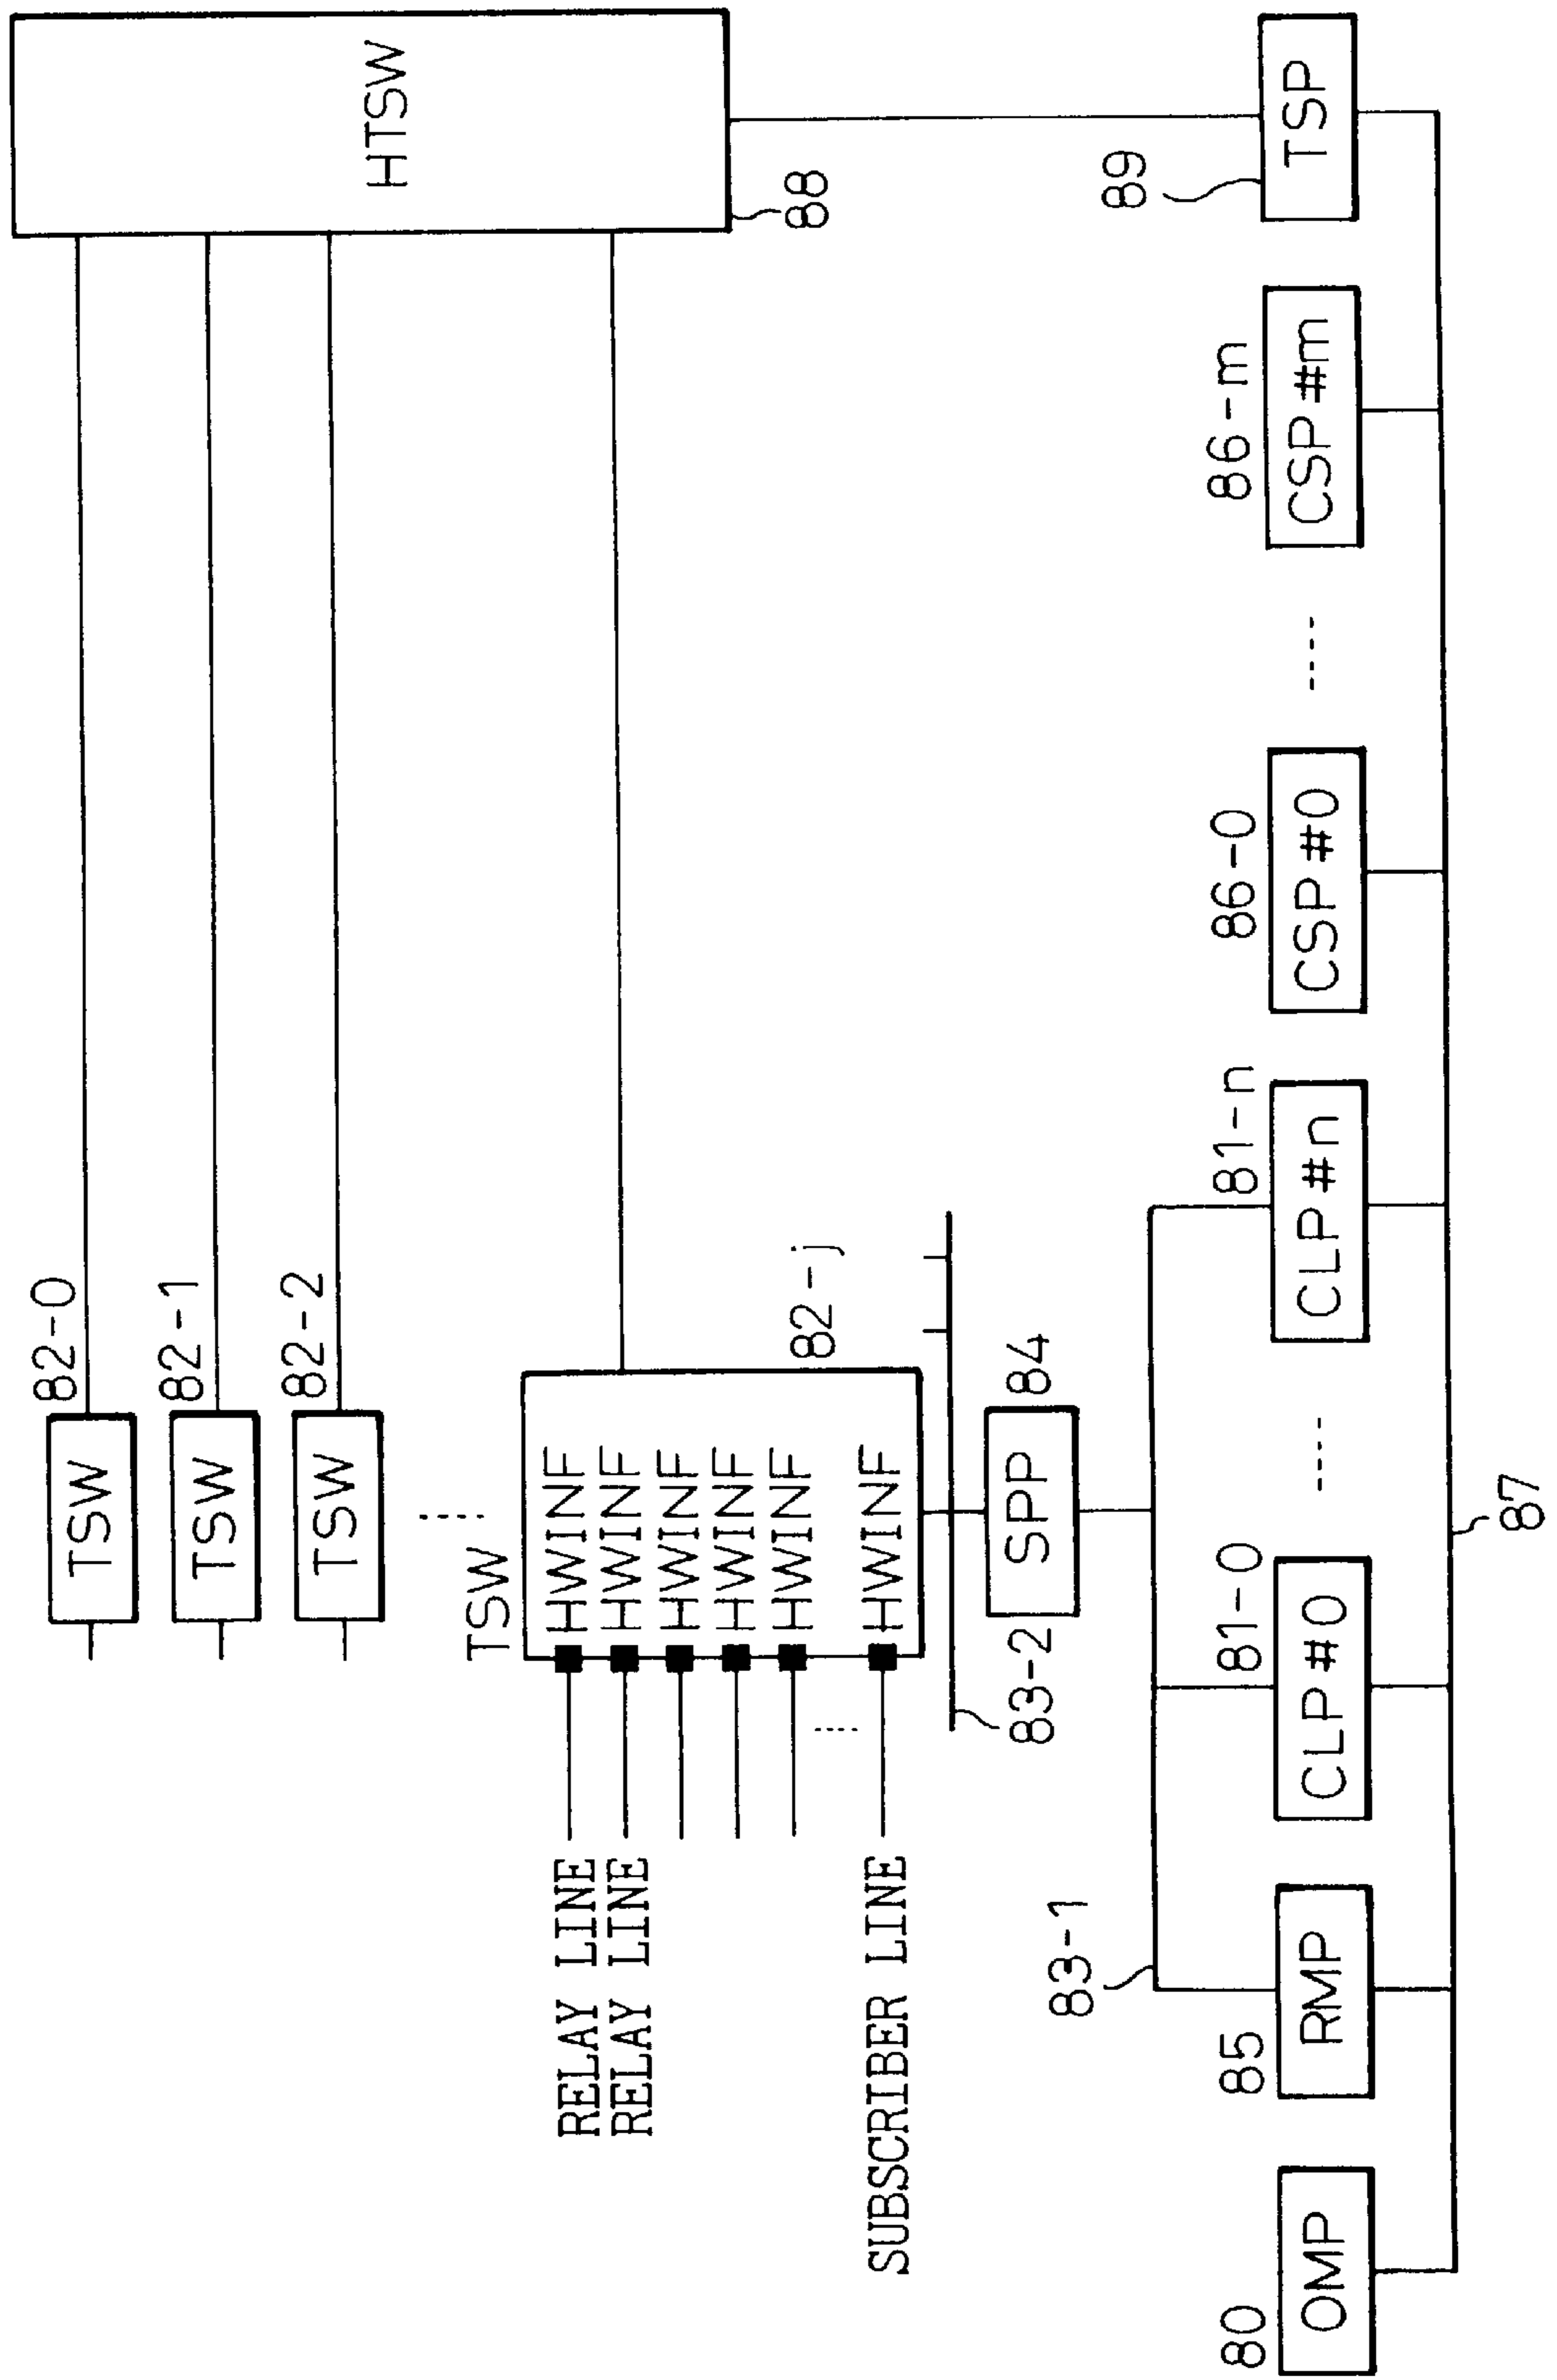 82-0
TSW
82-1
TSW
82-2
TSW
HTSW
88
TSW
82-j
RELAY LINE
HWINF
RELAY LINE
HWINF
HWINF
HWINF
HWINF
SUBSCRIBER LINE
HWINF
83-2
SPP
84
83-1
80
OMP
85
RMP
81-0
CLP#0
81-n
CLP#n
86-0
CSP#0
86-m
CSP#m
89
TSP
87